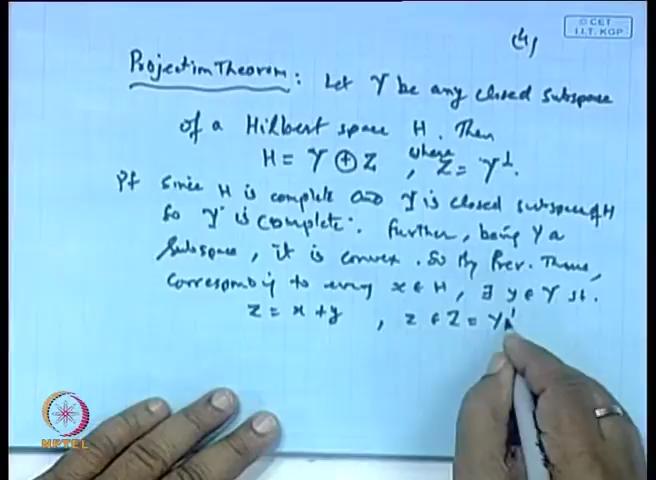 © CET
I.I.T. KGP
Projection Theorem : Let Y be any closed subspace
of a Hilbert space H. Then
H = Y ⊕ Z , where Z = Y⊥.
Pf Since H is complete and Y is closed subspace of H
So Y is complete. Further, being Y a
Subspace, it is convex. So By Prev. Thms,
Corresponding to every x ∈ H, ∃ y ∈ Y st.
z = x + y , z ∈ Z = Y
NPTEL